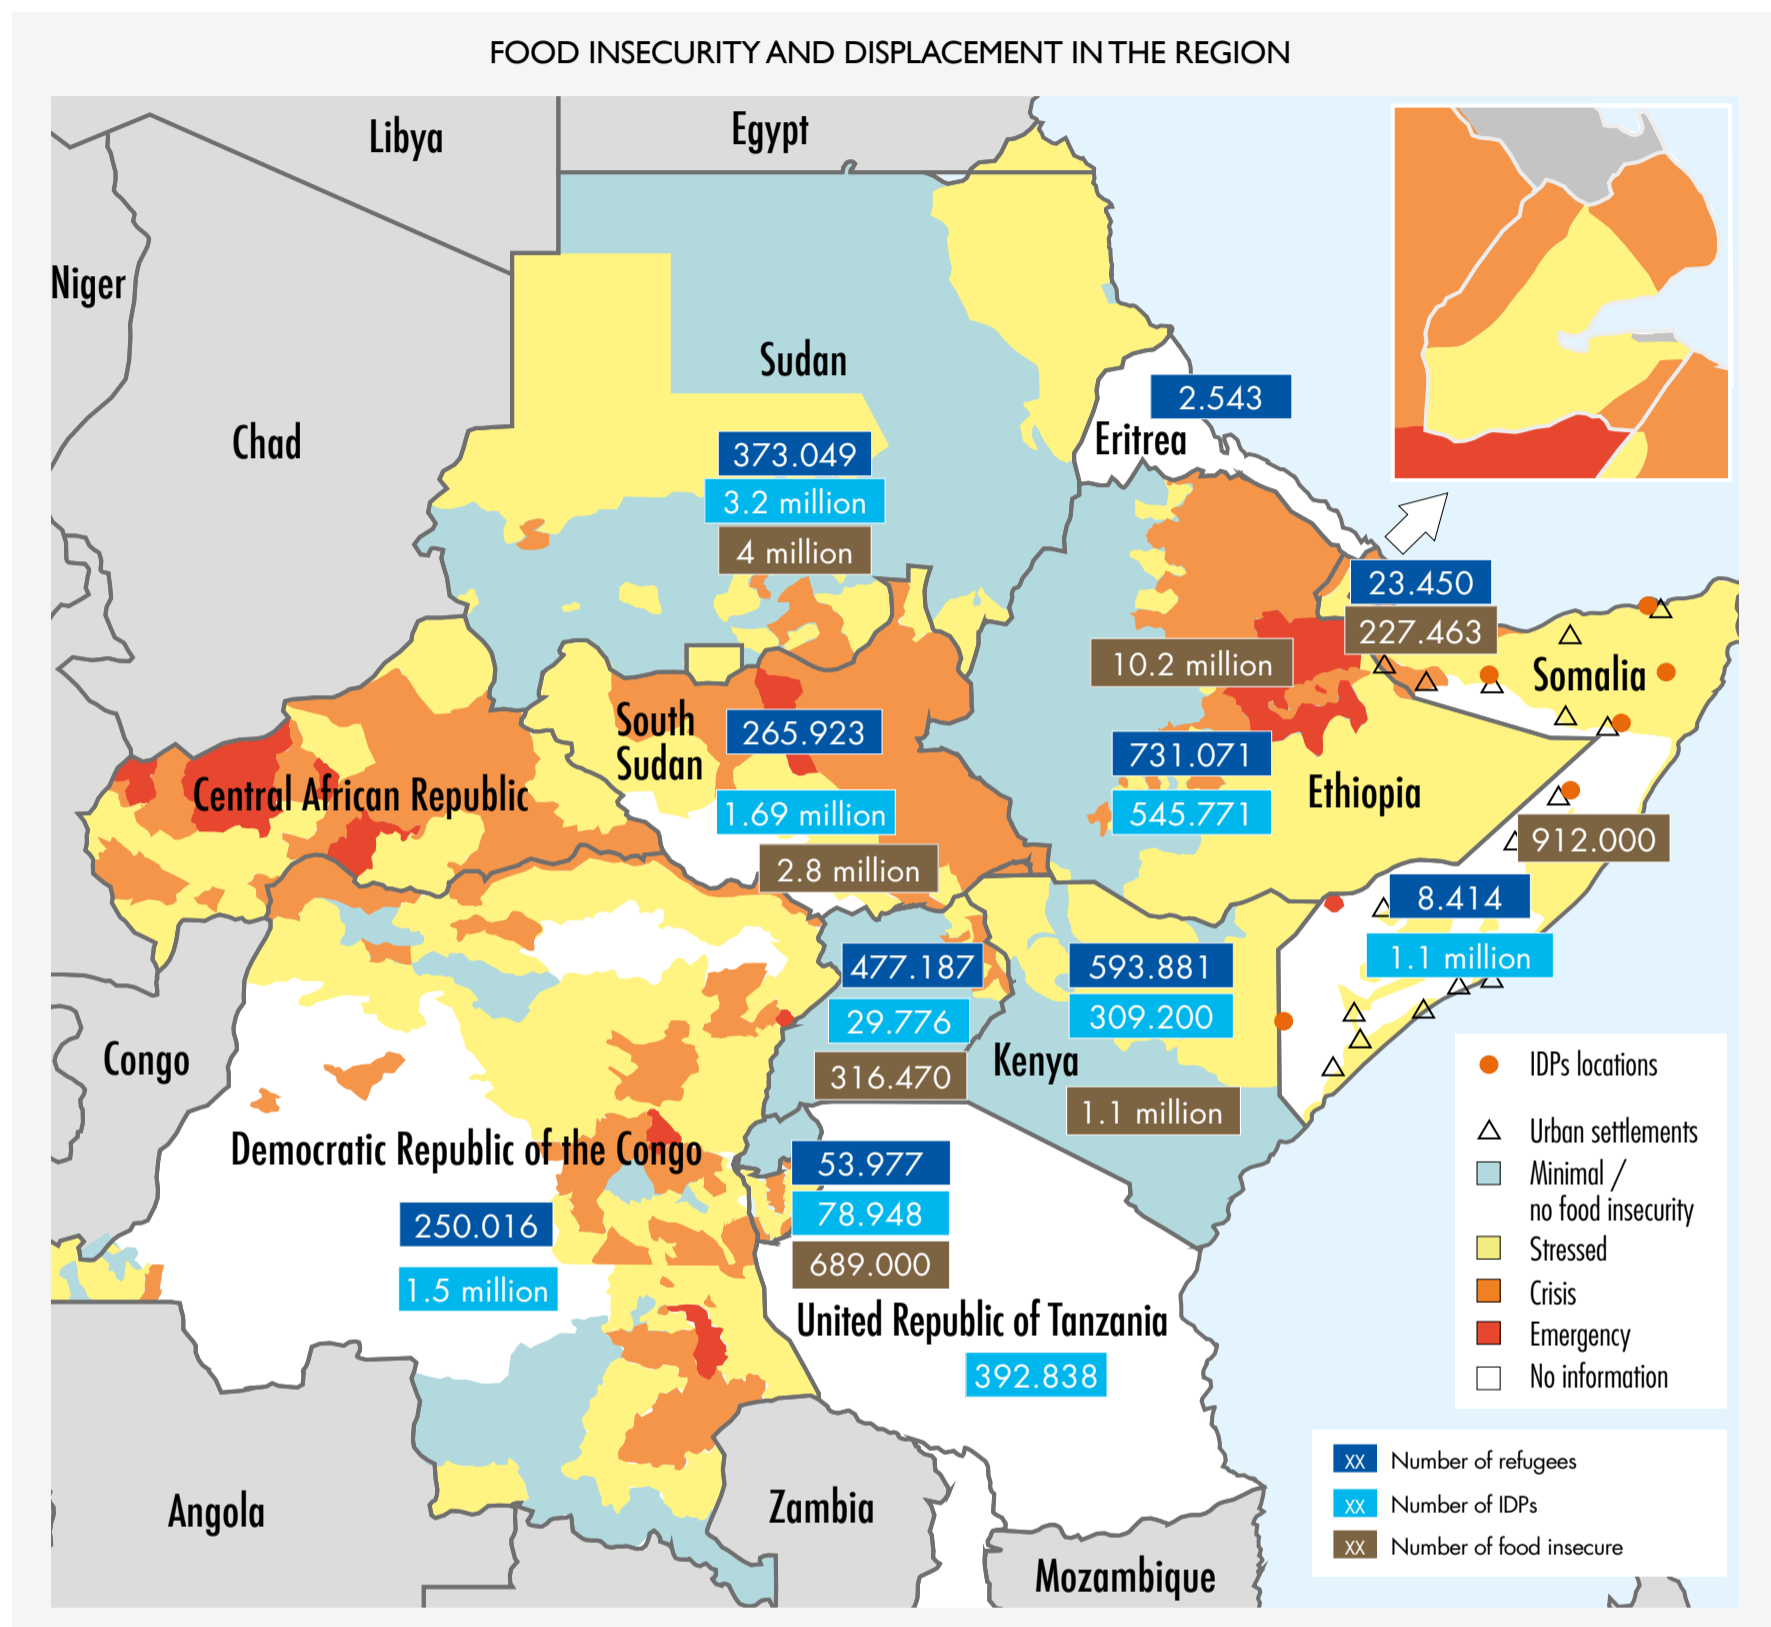 FOOD INSECURITY AND DISPLACEMENT IN THE REGION
Libya
Egypt
Niger
Sudan
Chad
2.543
Eritrea
373.049
3.2 million
4 million
23.450
227.463
10.2 million
Somalia
South
Sudan
265.923
731.071
Central African Republic
Ethiopia
1.69 million
545.771
912.000
2.8 million
8.414
1.1 million
477.187
593.881
29.776
309.200
Congo
Kenya
316.470
1.1 million
Democratic Republic of the Congo
53.977
78.948
250.016
689.000
1.5 million
United Republic of Tanzania
392.838
Angola
Zambia
Mozambique
IDPs locations
Urban settlements
Minimal /
no food insecurity
Stressed
Crisis
Emergency
No information
xx Number of refugees
xx Number of IDPs
xx Number of food insecure